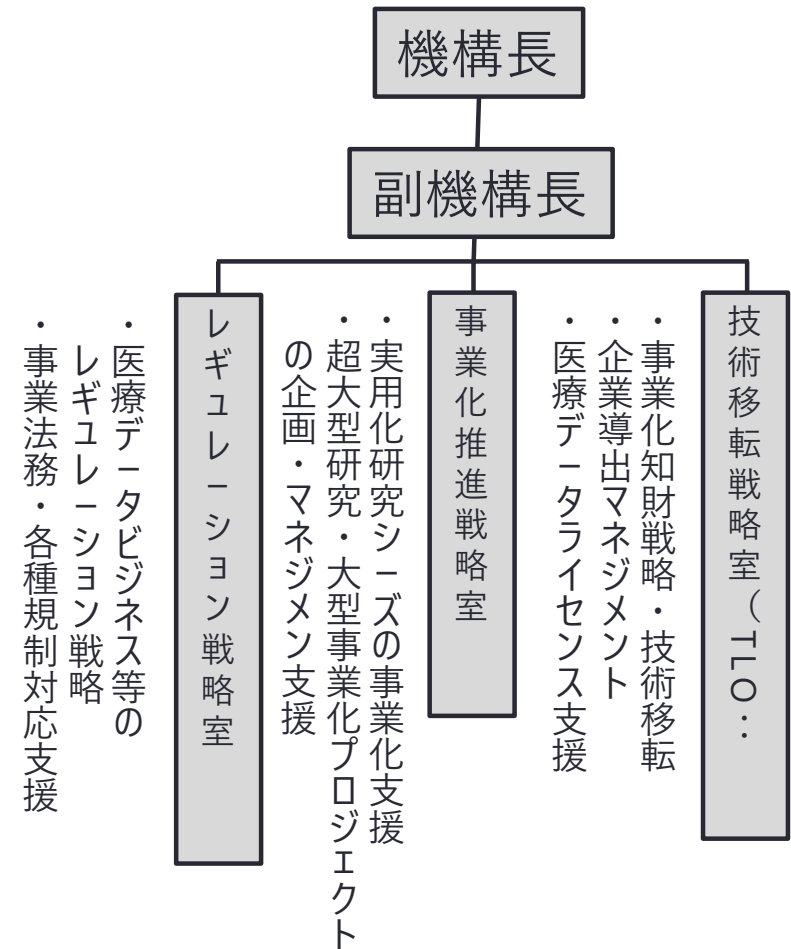 機構長
副機構長
技術移転戦略室（TLO：
・事業化知財戦略・技術移転
・企業導出マネジメント
・医療データライセンス支援
事業化推進戦略室
・実用化研究シーズの事業化支援
・超大型研究・大型事業化プロジェクト
の企画・マネジメン支援
レギュレーション戦略室
・医療データビジネス等の
レギュレーション戦略
・事業法務・各種規制対応支援